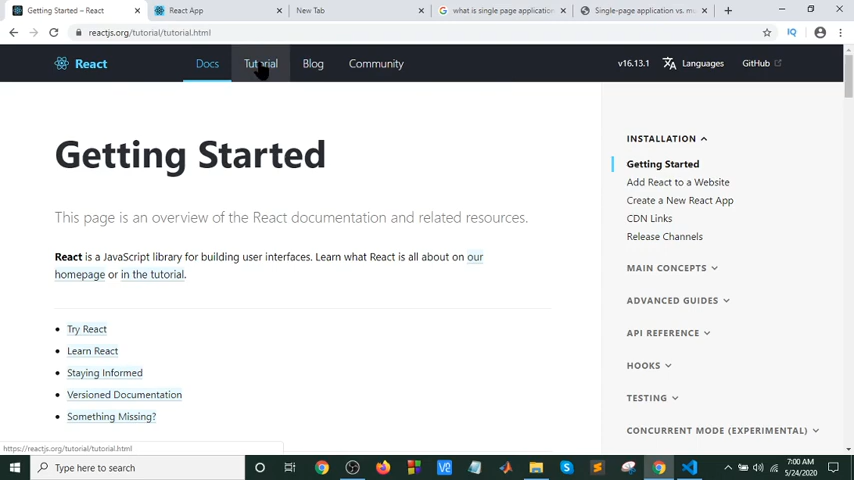 Getting Started – React
React App
New Tab
what is single page application
Single-page application vs. mu
reactjs.org/tutorial/tutorial.html
React
Docs
Tutorial
Blog
Community
v16.13.1
Languages
GitHub
Getting Started
This page is an overview of the React documentation and related resources.
React is a JavaScript library for building user interfaces. Learn what React is all about on our
homepage or in the tutorial.
Try React
Learn React
Staying Informed
Versioned Documentation
Something Missing?
INSTALLATION
Getting Started
Add React to a Website
Create a New React App
CDN Links
Release Channels
MAIN CONCEPTS
ADVANCED GUIDES
API REFERENCE
HOOKS
TESTING
CONCURRENT MODE (EXPERIMENTAL)
https://reactjs.org/tutorial/tutorial.html
Type here to search
7:00 AM
5/24/2020